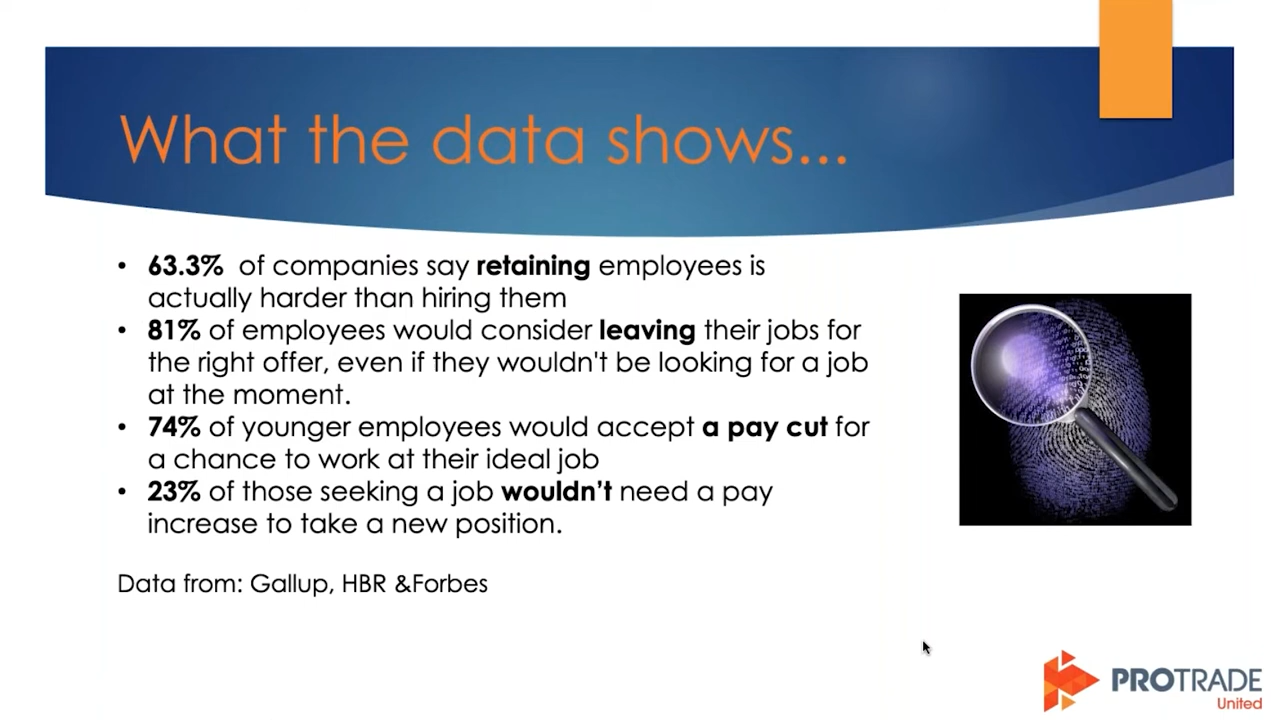 What the data shows...
• 63.3% of companies say retaining employees is
actually harder than hiring them
• 81% of employees would consider leaving their jobs for
the right offer, even if they wouldn't be looking for a job
at the moment.
• 74% of younger employees would accept a pay cut for
a chance to work at their ideal job
• 23% of those seeking a job wouldn’t need a pay
increase to take a new position.
Data from: Gallup, HBR &Forbes
PROTRADE
United